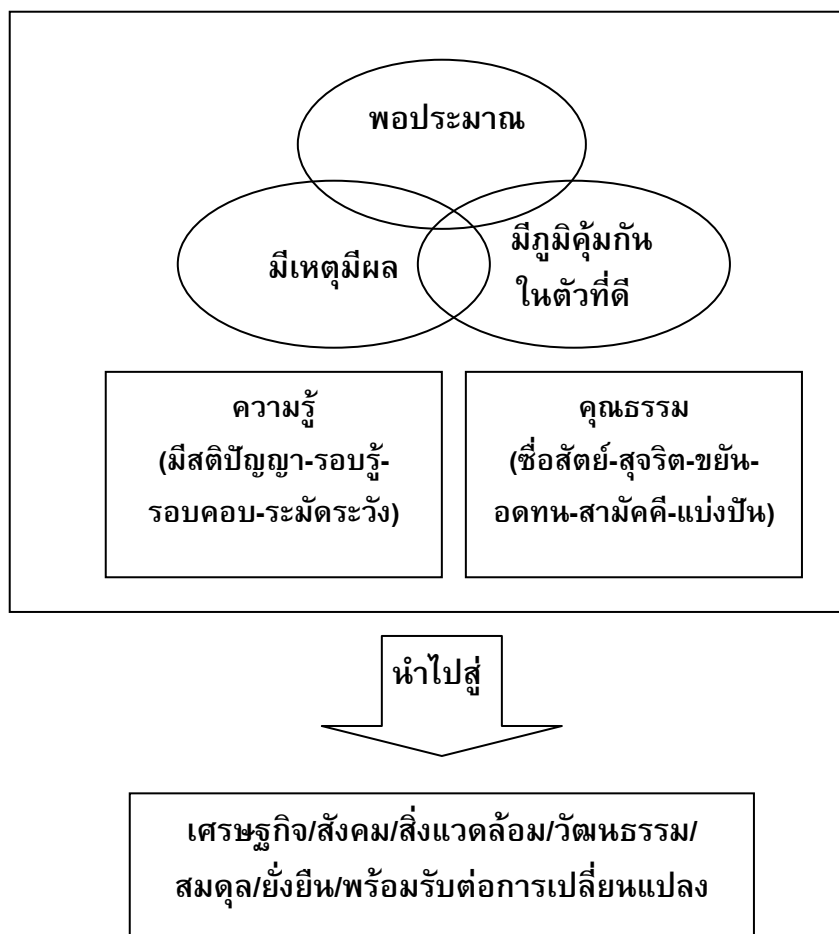 พอประมาณ
มีเหตุมีผล
มีภูมิคุ้มกัน
ในตัวที่ดี
ความรู้
(มีสติปัญญา-รอบรู้-
รอบคอบ-ระมัดระวัง)
คุณธรรม
(ซื่อสัตย์-สุจริต-ขยัน-
อดทน-สามัคคี-แบ่งปัน)
นำไปสู่
เศรษฐกิจ/สังคม/สิ่งแวดล้อม/วัฒนธรรม/
สมดุล/ยั่งยืน/พร้อมรับต่อการเปลี่ยนแปลง